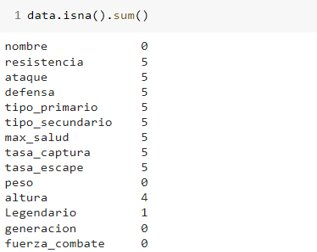 1 data.isna().sum()
nombre 0
resistencia 5
ataque 5
defensa 5
tipo_primario 5
tipo_secundario 5
max_salud 5
tasa_captura 5
tasa_escape 5
peso 0
altura 4
Legendario 1
generacion 0
fuerza_combate 0